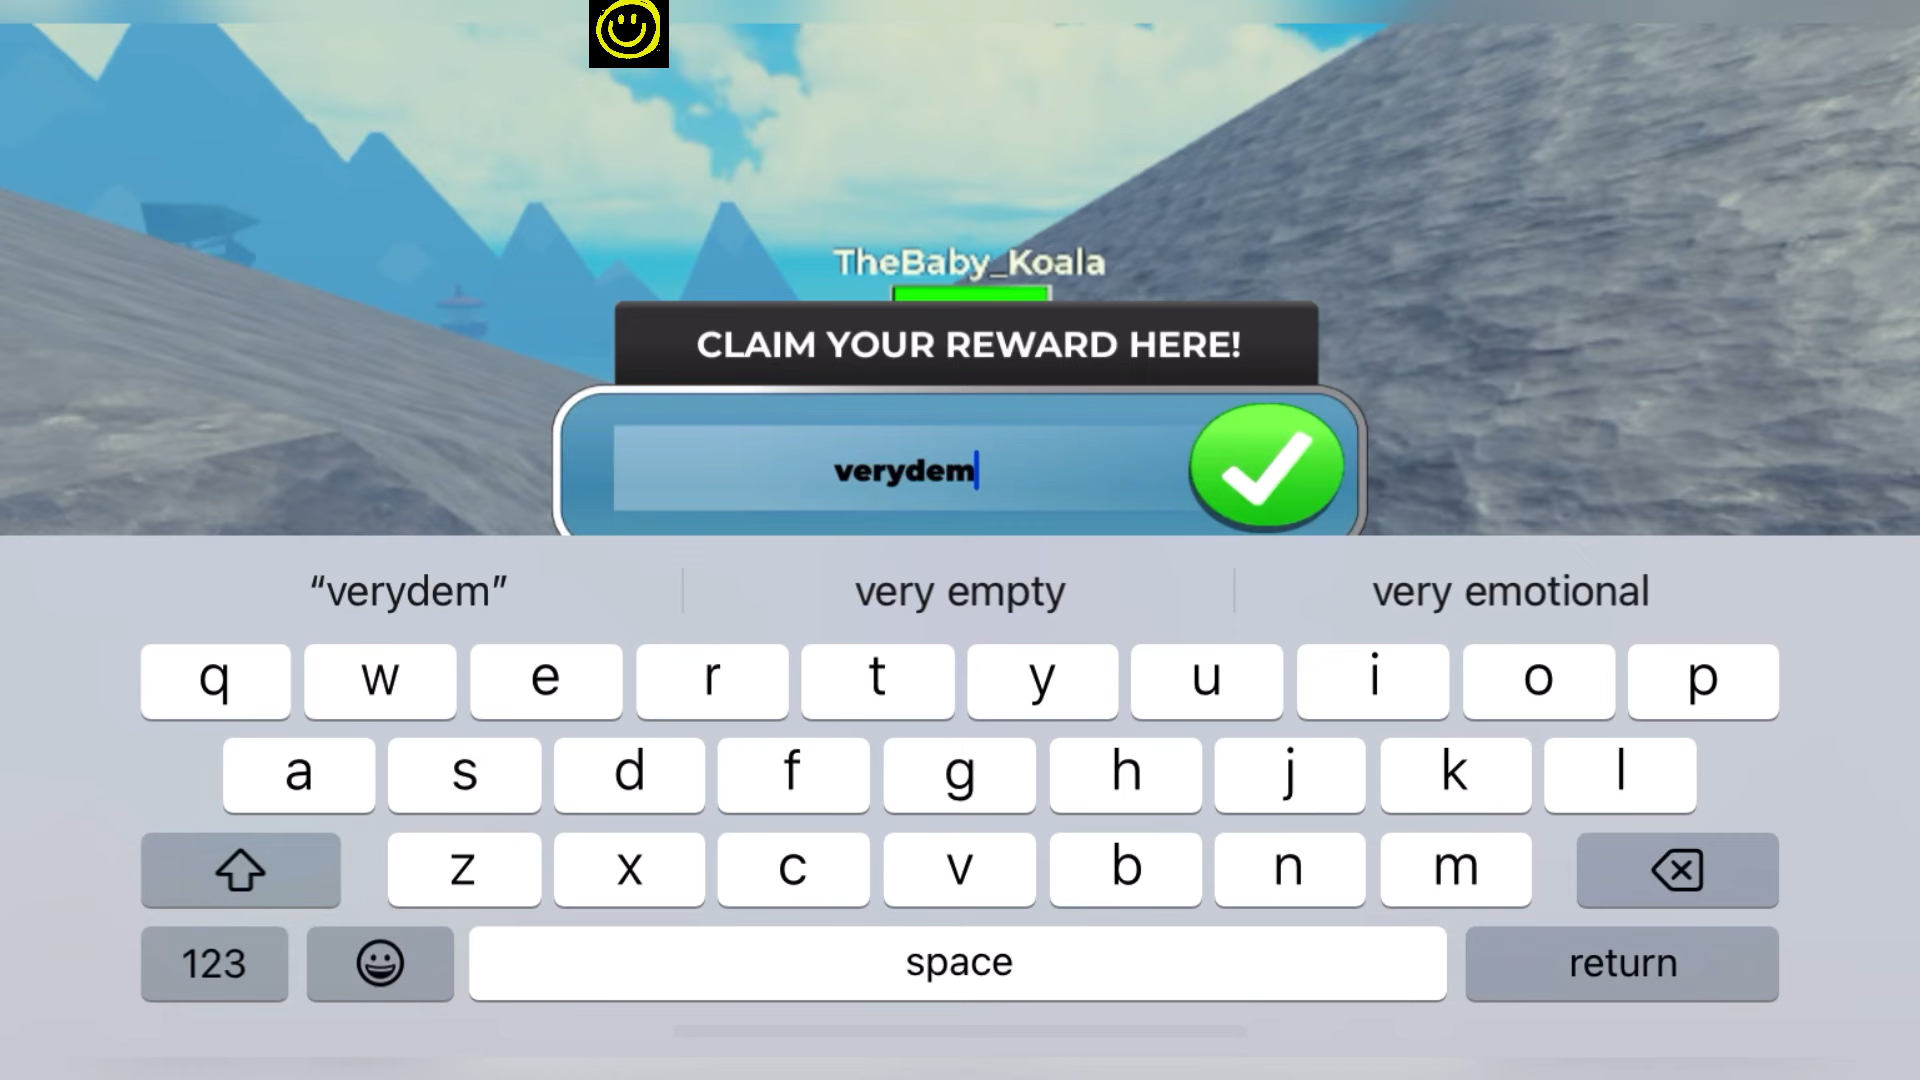 TheBaby_Koala
CLAIM YOUR REWARD HERE!
verydem
“verydem” very empty very emotional
q w e r t y u i o p
a s d f g h j k l
z x c v b n m
123 space return